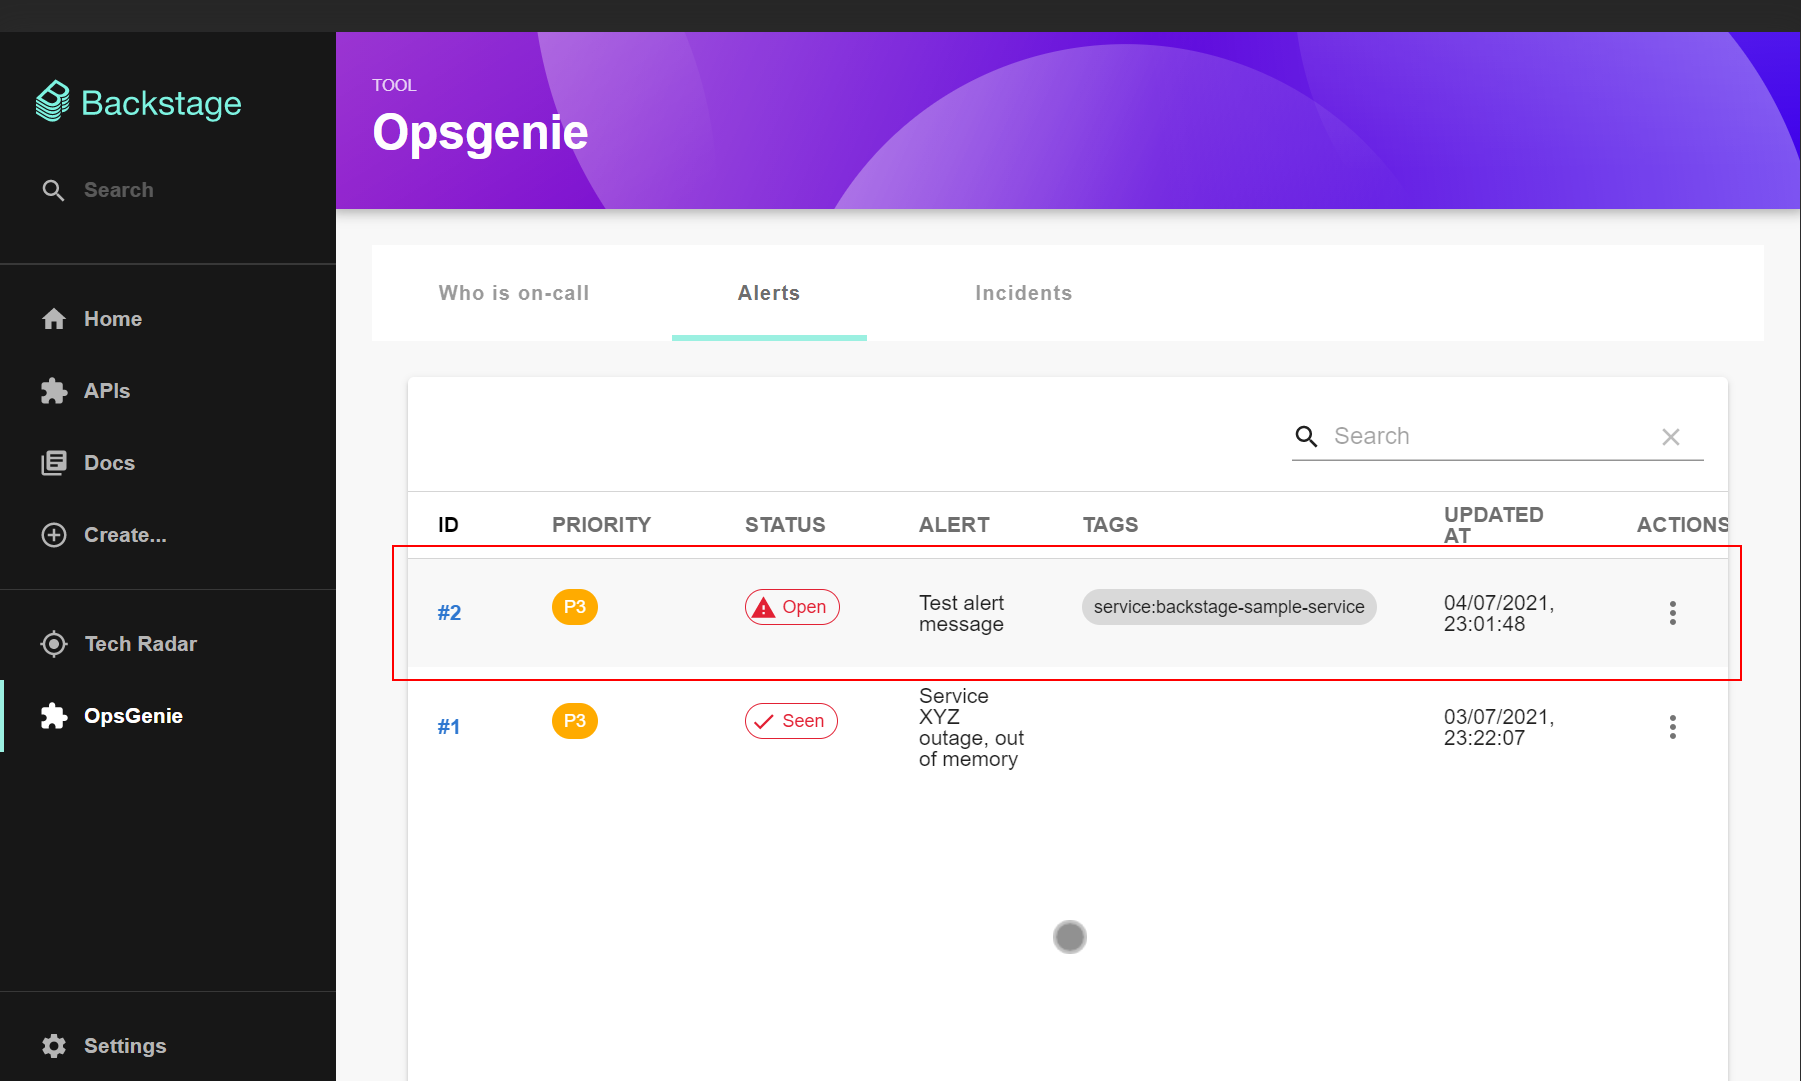 Backstage
Search
Home
APIs
Docs
Create...
Tech Radar
OpsGenie
Settings
TOOL
Opsgenie
Who is on-call
Alerts
Incidents
Search
ID
PRIORITY
STATUS
ALERT
TAGS
UPDATED
AT
ACTIONS
#2
P3
Open
Test alert
message
service:backstage-sample-service
04/07/2021,
23:01:48
#1
P3
Seen
Service
XYZ
outage, out
of memory
03/07/2021,
23:22:07